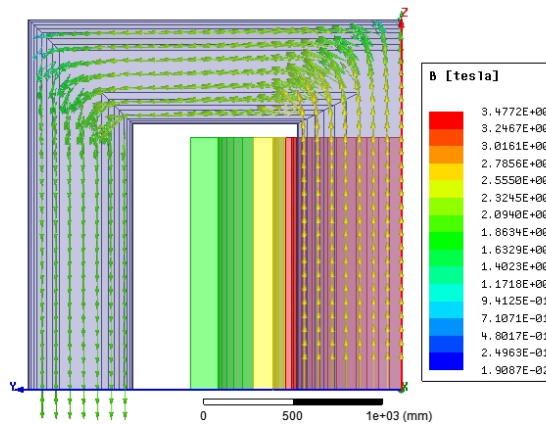 Z
B [tesla]
3.4772E+00
3.2467E+00
3.0161E+00
2.7856E+00
2.5550E+00
2.3245E+00
2.0940E+00
1.8634E+00
1.6329E+00
1.4023E+00
1.1718E+00
9.4125E-01
7.1071E-01
4.8017E-01
2.4963E-01
1.9087E-02
Y
X
0
500
1e+03 (mm)